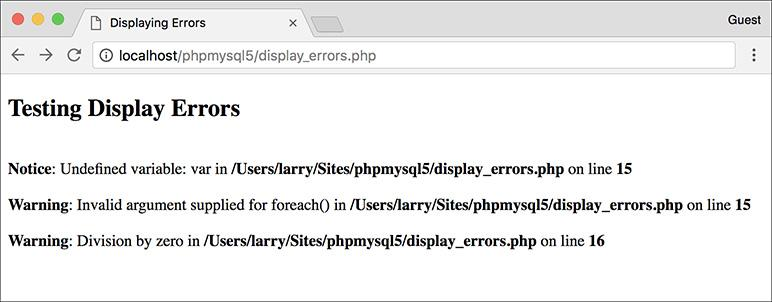 Displaying Errors
Guest
localhost/phpmysql5/display_errors.php
Testing Display Errors
Notice: Undefined variable: var in /Users/larry/Sites/phpmysql5/display_errors.php on line 15
Warning: Invalid argument supplied for foreach() in /Users/larry/Sites/phpmysql5/display_errors.php on line 15
Warning: Division by zero in /Users/larry/Sites/phpmysql5/display_errors.php on line 16